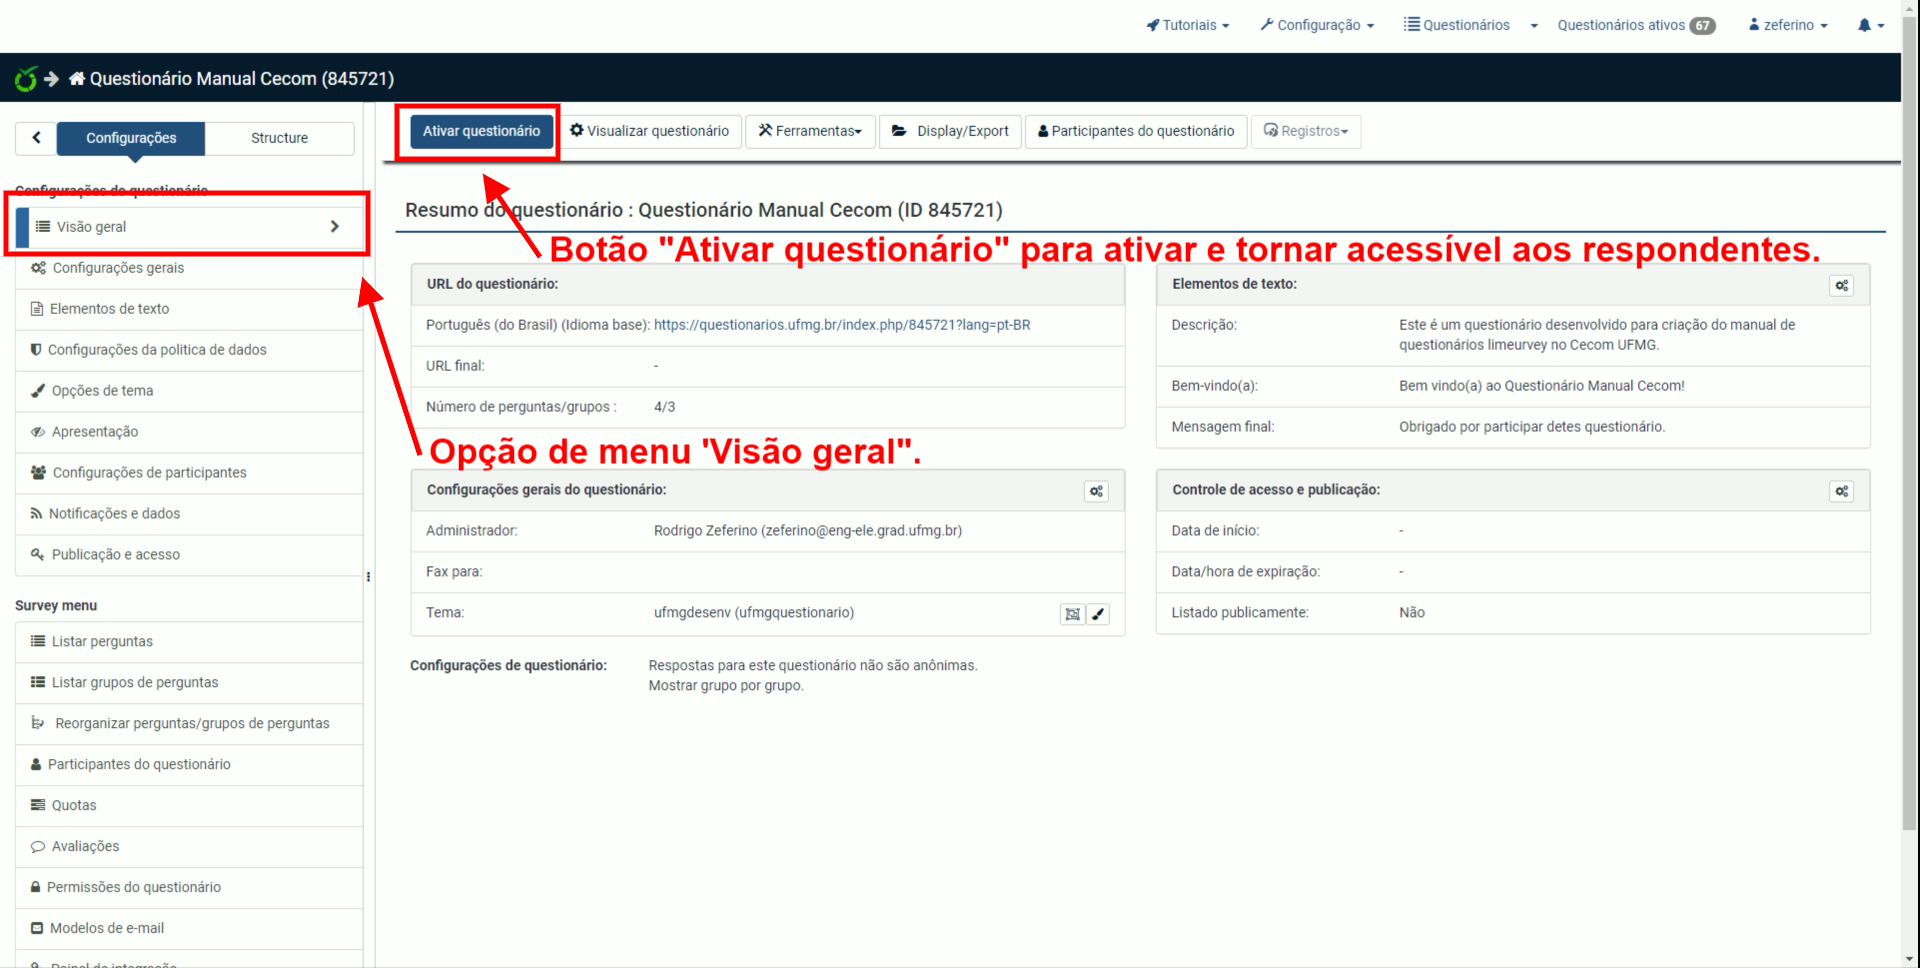 Tutoriais
Configuração
Questionários
Questionários ativos 67
zeferino
Questionário Manual Cecom (845721)
Configurações
Structure
Ativar questionário
Visualizar questionário
Ferramentas
Display/Export
Participantes do questionário
Registros
Configurações do questionário
Visão geral
Configurações gerais
Elementos de texto
Configurações da politica de dados
Opções de tema
Apresentação
Configurações de participantes
Notificações e dados
Publicação e acesso
Survey menu
Listar perguntas
Listar grupos de perguntas
Reorganizar perguntas/grupos de perguntas
Participantes do questionário
Quotas
Avaliações
Permissões do questionário
Modelos de e-mail
Painel de integração
Resumo do questionário : Questionário Manual Cecom (ID 845721)
Botão "Ativar questionário" para ativar e tornar acessível aos respondentes.
URL do questionário:
Português (do Brasil) (Idioma base): https://questionarios.ufmg.br/index.php/845721?lang=pt-BR
URL final: -
Número de perguntas/grupos : 4/3
Opção de menu 'Visão geral".
Elementos de texto:
Descrição: Este é um questionário desenvolvido para criação do manual de
questionários limeurvey no Cecom UFMG.
Bem-vindo(a): Bem vindo(a) ao Questionário Manual Cecom!
Mensagem final: Obrigado por participar detes questionário.
Configurações gerais do questionário:
Administrador: Rodrigo Zeferino (zeferino@eng-ele.grad.ufmg.br)
Fax para:
Tema: ufmgdesenv (ufmgquestionario)
Controle de acesso e publicação:
Data de início: -
Data/hora de expiração: -
Listado publicamente: Não
Configurações de questionário: Respostas para este questionário não são anônimas.
Mostrar grupo por grupo.